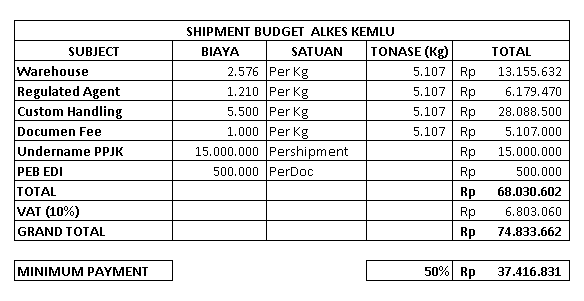 SHIPMENT BUDGET ALKES KEMLU
SUBJECT BIAYA SATUAN TONASE (Kg) TOTAL
Warehouse 2.576 Per Kg 5.107 Rp 13.155.632
Regulated Agent 1.210 Per Kg 5.107 Rp 6.179.470
Custom Handling 5.500 Per Kg 5.107 Rp 28.088.500
Documen Fee 1.000 Per Kg 5.107 Rp 5.107.000
Undername PPJK 15.000.000 Pershipment Rp 15.000.000
PEB EDI 500.000 PerDoc Rp 500.000
TOTAL Rp 68.030.602
VAT (10%) Rp 6.803.060
GRAND TOTAL Rp 74.833.662
MINIMUM PAYMENT 50% Rp 37.416.831